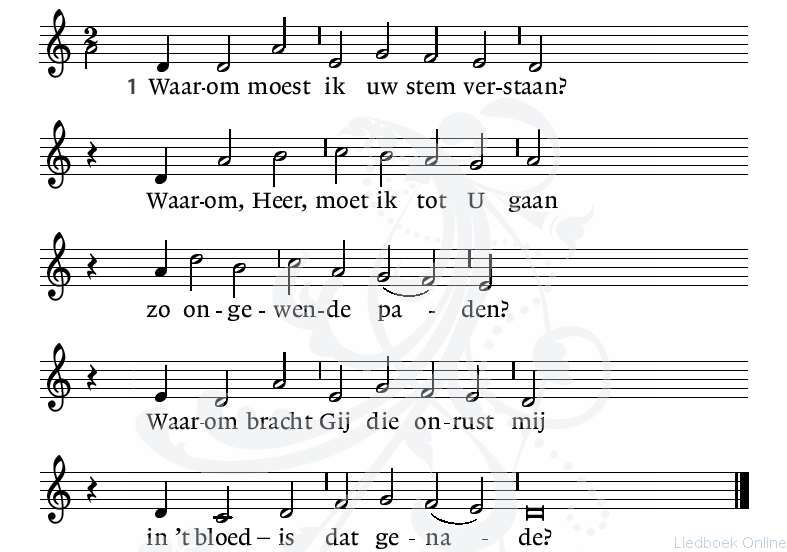 2
1 Waar-om moest ik uw stem ver-staan?
Waar-om, Heer, moet ik tot U gaan
zo on - ge - wen-de pa - den?
Waar-om bracht Gij die on-rust mij
in ’t bloed – is dat ge - na - de?
Liedboek Online